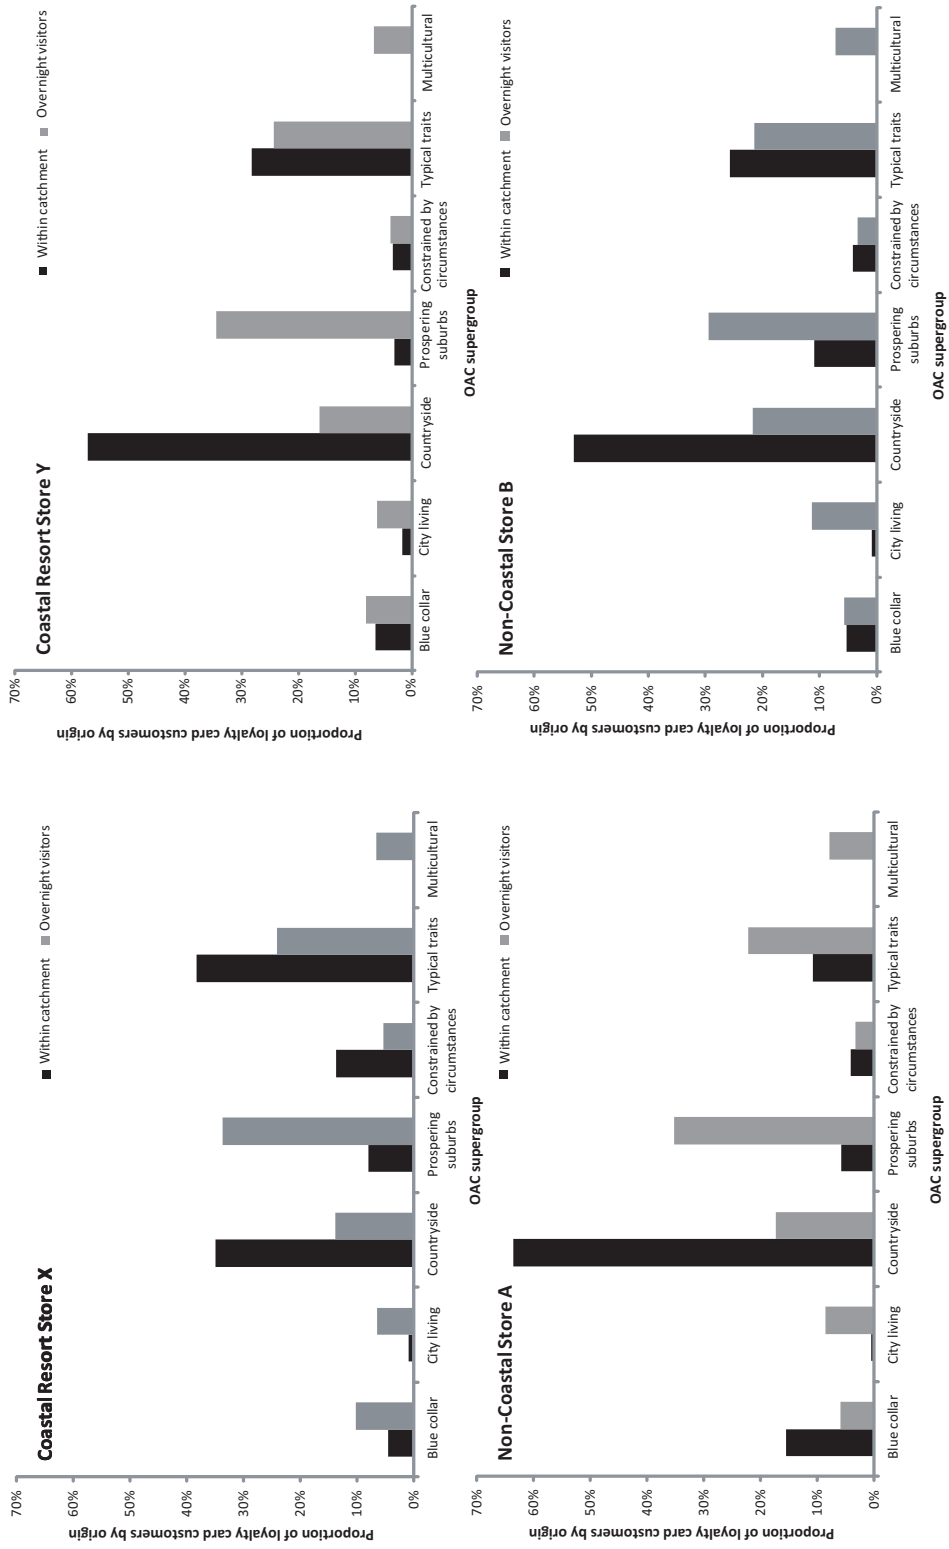 Coastal Resort Store X
Within catchment
Overnight visitors
Proportion of loyalty card customers by origin
70%
60%
50%
40%
30%
20%
10%
0%
Blue collar
City living
Countryside
Prospering
suburbs
Constrained by
circumstances
Typical traits
Multicultural
OAC supergroup
Coastal Resort Store Y
Within catchment
Overnight visitors
Proportion of loyalty card customers by origin
70%
60%
50%
40%
30%
20%
10%
0%
Blue collar
City living
Countryside
Prospering
suburbs
Constrained by
circumstances
Typical traits
Multicultural
OAC supergroup
Non-Coastal Store A
Within catchment
Overnight visitors
Proportion of loyalty card customers by origin
70%
60%
50%
40%
30%
20%
10%
0%
Blue collar
City living
Countryside
Prospering
suburbs
Constrained by
circumstances
Typical traits
Multicultural
OAC supergroup
Non-Coastal Store B
Within catchment
Overnight visitors
Proportion of loyalty card customers by origin
70%
60%
50%
40%
30%
20%
10%
0%
Blue collar
City living
Countryside
Prospering
suburbs
Constrained by
circumstances
Typical traits
Multicultural
OAC supergroup